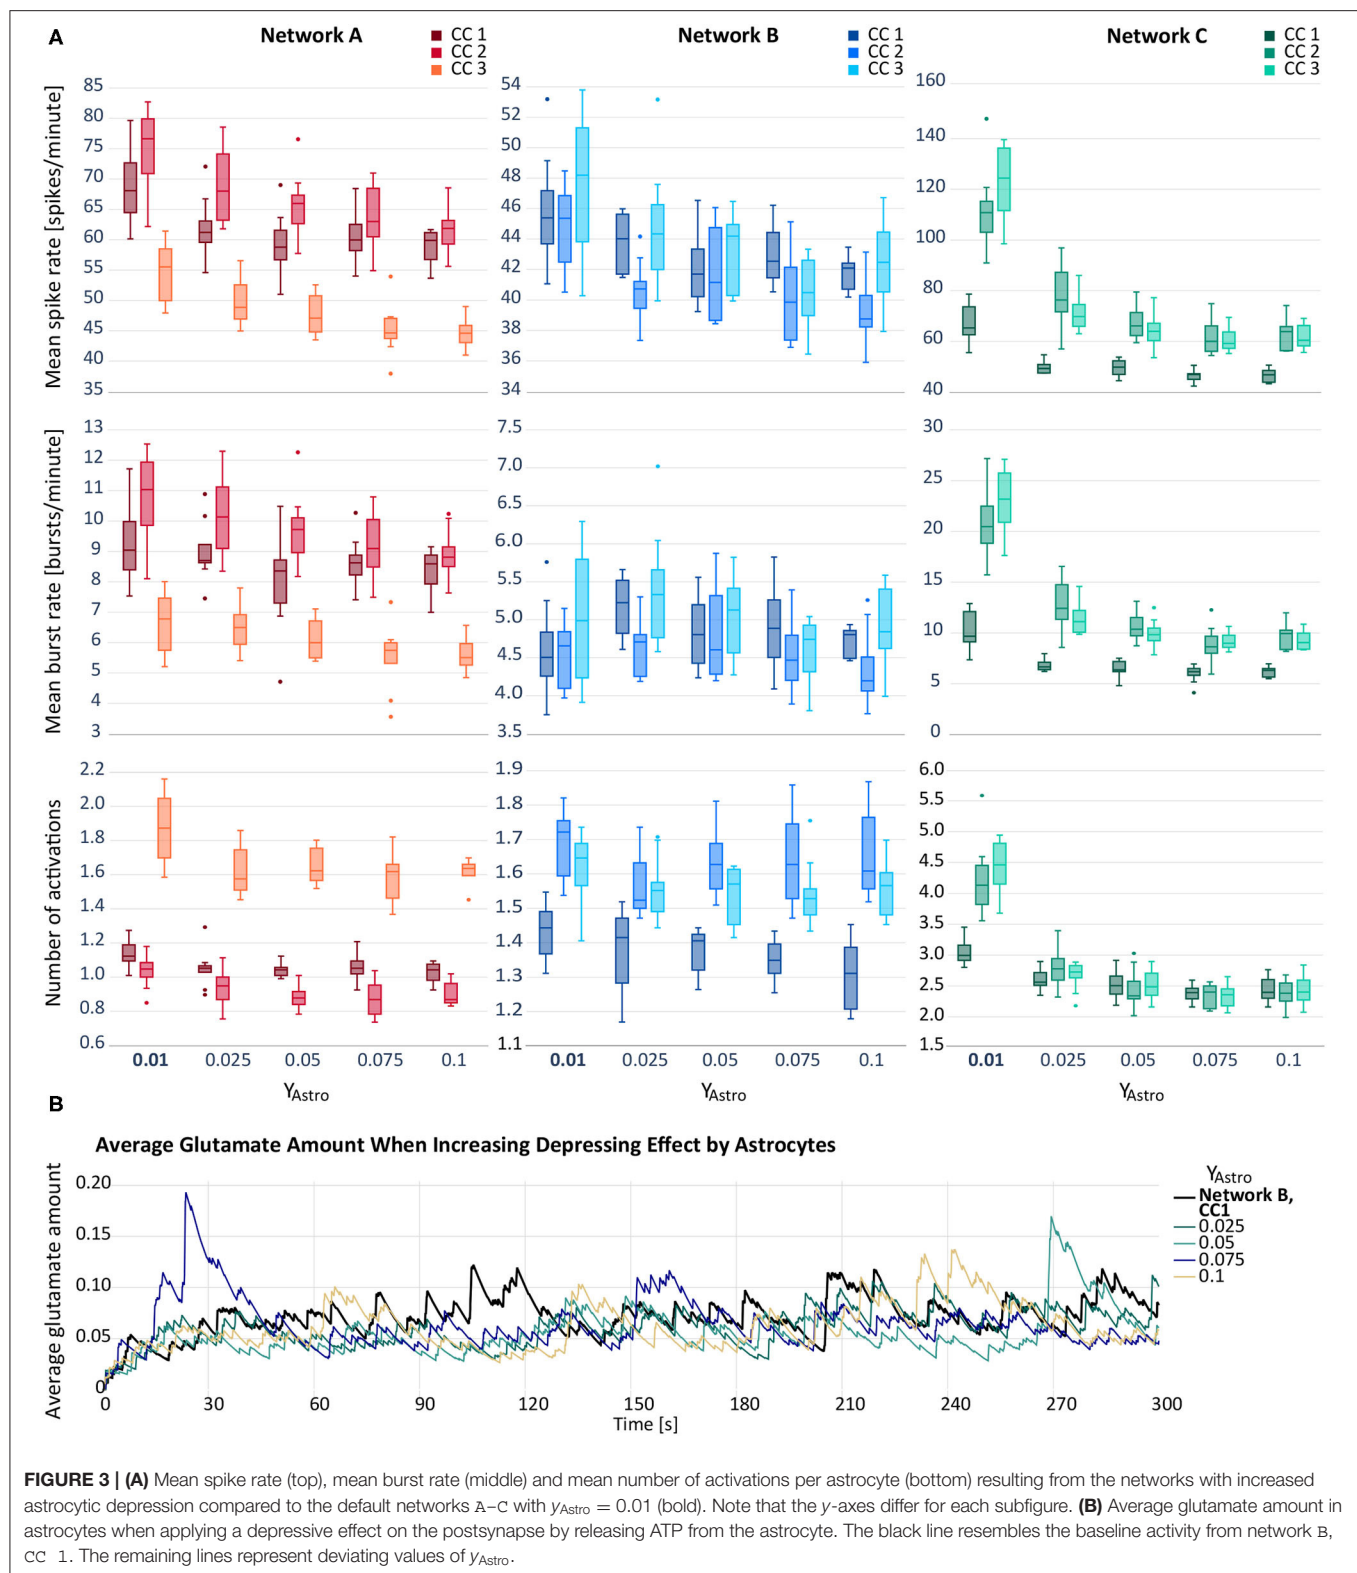 A
Network A
CC 1
CC 2
CC 3
Network B
CC 1
CC 2
CC 3
Network C
CC 1
CC 2
CC 3
Mean spike rate [spikes/minute]
85
80
75
70
65
60
55
50
45
40
35
54
52
50
48
46
44
42
40
38
36
34
160
140
120
100
80
60
40
Mean burst rate [bursts/minute]
13
12
11
10
9
8
7
6
5
4
3
7.5
7.0
6.5
6.0
5.5
5.0
4.5
4.0
3.5
30
25
20
15
10
5
0
Number of activations
2.2
2.0
1.8
1.6
1.4
1.2
1.0
0.8
0.6
1.9
1.8
1.7
1.6
1.5
1.4
1.3
1.2
1.1
6.0
5.5
5.0
4.5
4.0
3.5
3.0
2.5
2.0
1.5
0.01 0.025 0.05 0.075 0.1
0.01 0.025 0.05 0.075 0.1
0.01 0.025 0.05 0.075 0.1
YAstro
YAstro
YAstro
B
Average Glutamate Amount When Increasing Depressing Effect by Astrocytes
Average glutamate amount
0.20
0.15
0.10
0.05
0
0 30 60 90 120 150 180 210 240 270 300
Time [s]
YAstro
Network B,
CC1
0.025
0.05
0.075
0.1
FIGURE 3 | (A) Mean spike rate (top), mean burst rate (middle) and mean number of activations per astrocyte (bottom) resulting from the networks with increased
astrocytic depression compared to the default networks A–C with yAstro = 0.01 (bold). Note that the y-axes differ for each subfigure. (B) Average glutamate amount in
astrocytes when applying a depressive effect on the postsynapse by releasing ATP from the astrocyte. The black line resembles the baseline activity from network B,
CC 1. The remaining lines represent deviating values of yAstro.